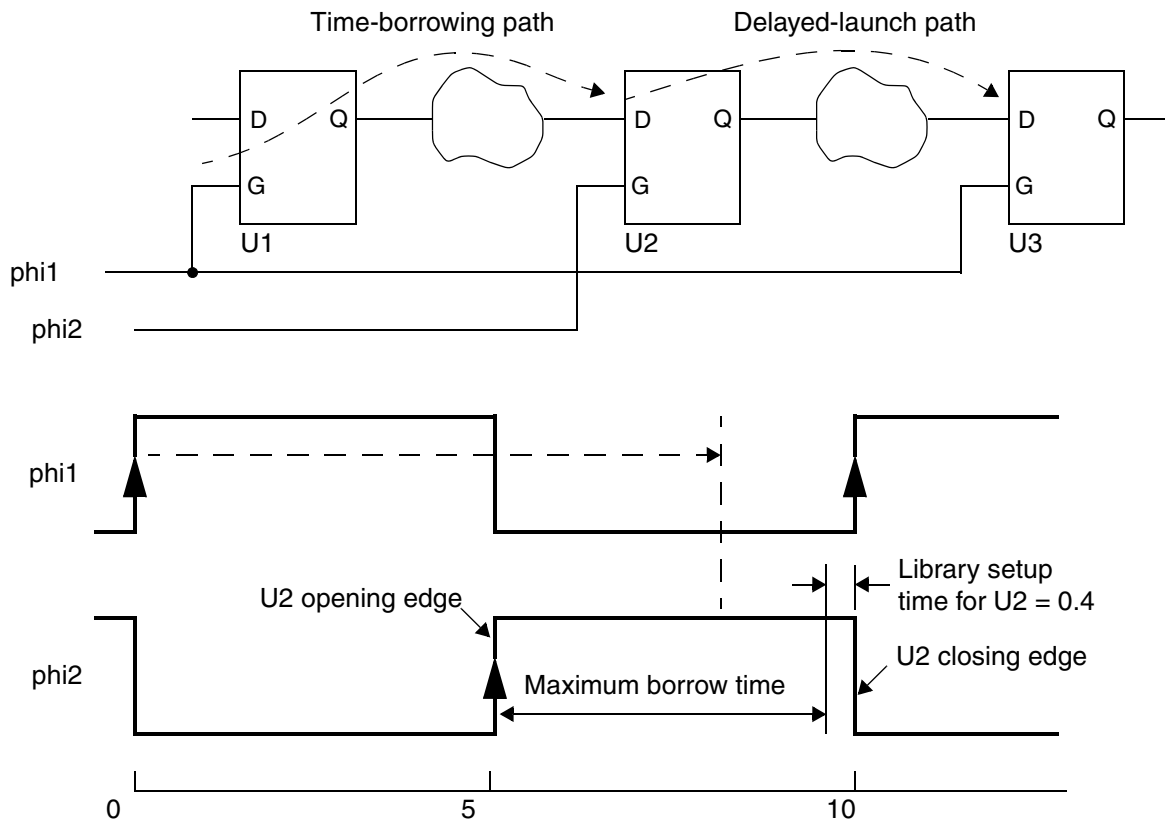 Time-borrowing path
Delayed-launch path
D
Q
D
Q
D
Q
G
G
G
U1
U2
U3
phi1
phi2
phi1
Library setup
time for U2 = 0.4
U2 opening edge
U2 closing edge
phi2
Maximum borrow time
0
5
10